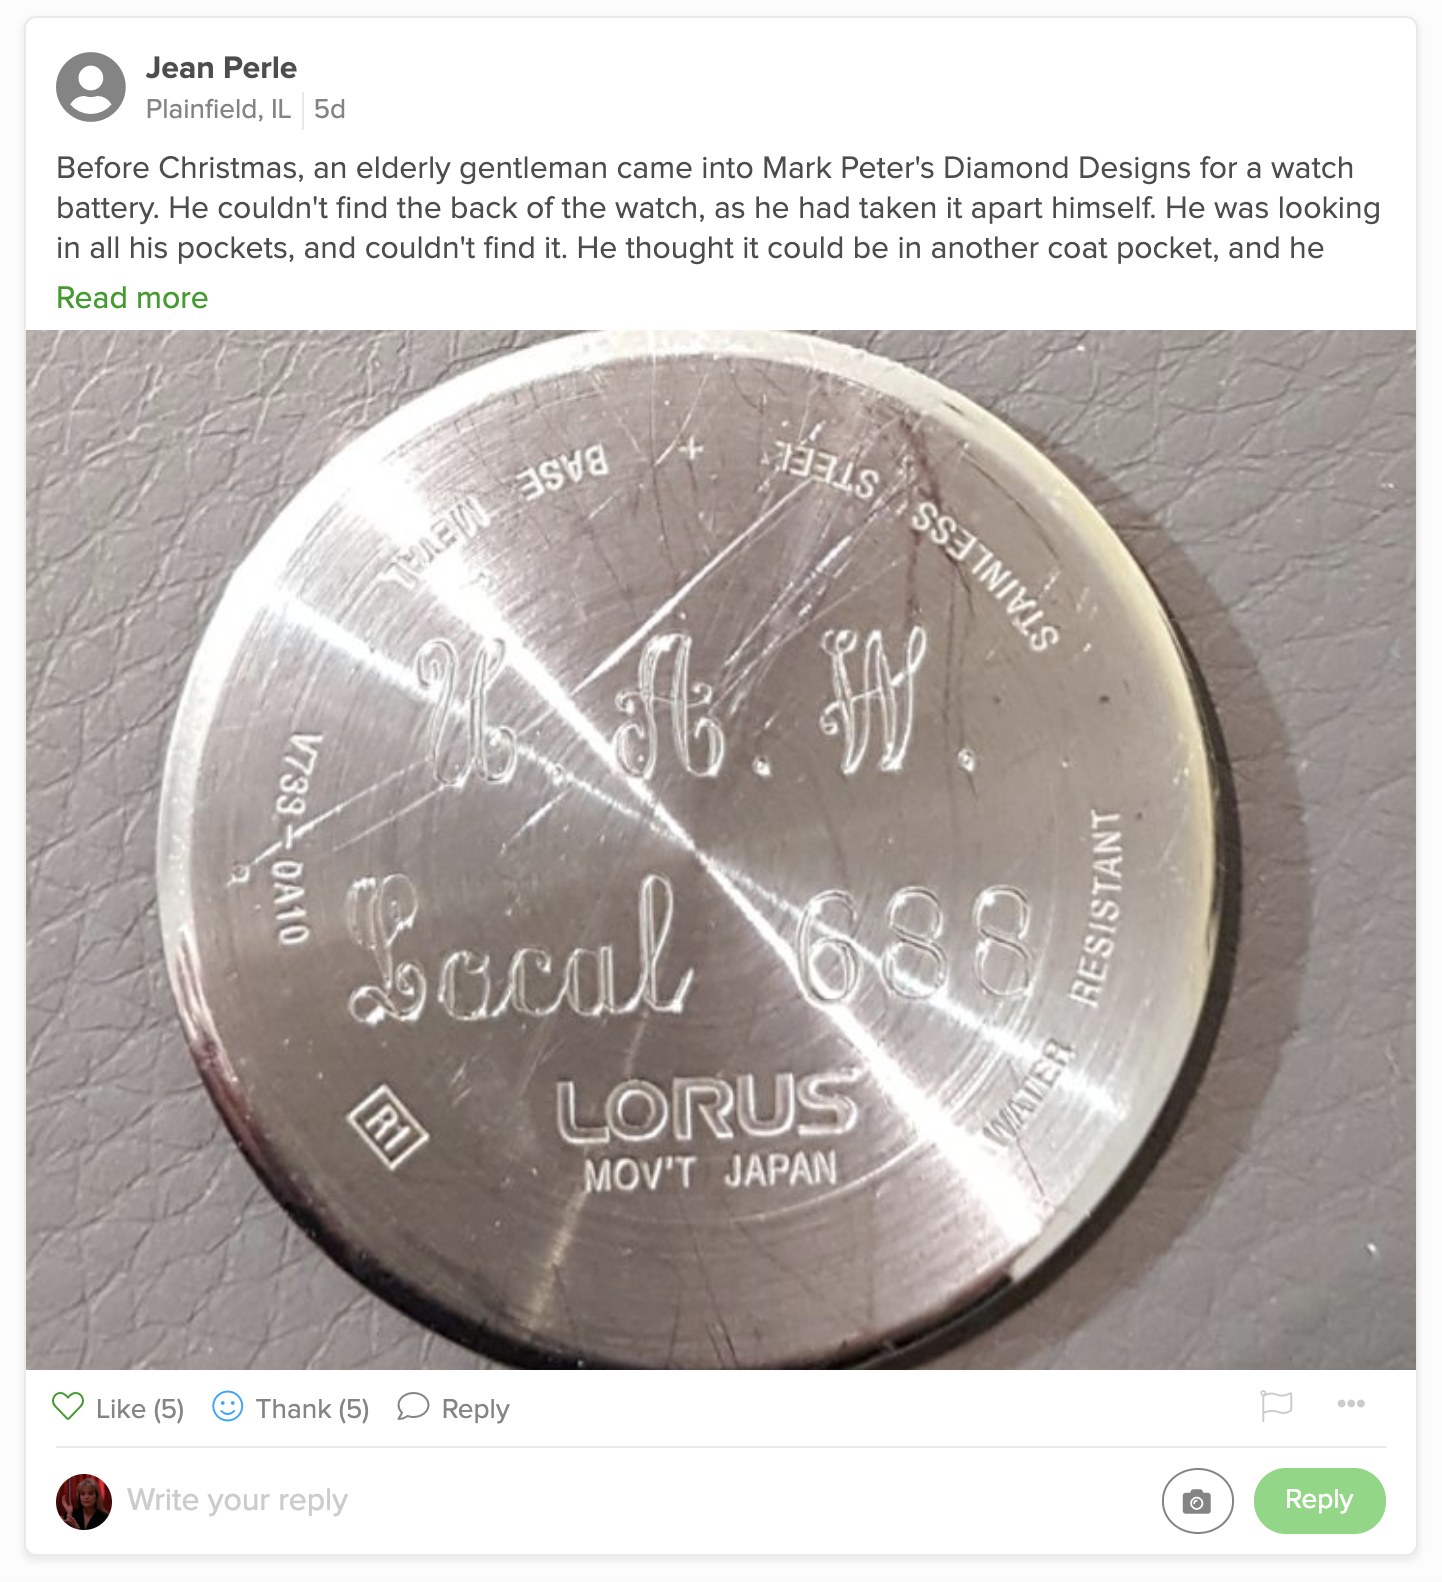 Jean Perle
Plainfield, IL
5d
Before Christmas, an elderly gentleman came into Mark Peter's Diamond Designs for a watch
battery. He couldn't find the back of the watch, as he had taken it apart himself. He was looking
in all his pockets, and couldn't find it. He thought it could be in another coat pocket, and he
Read more
BASE METAL + STAINLESS STEEL
U.A.W.
V733-0A10
Local 688
WATER RESISTANT
R1
LORUS
MOV'T JAPAN
Like (5)
Thank (5)
Reply
Write your reply
Reply